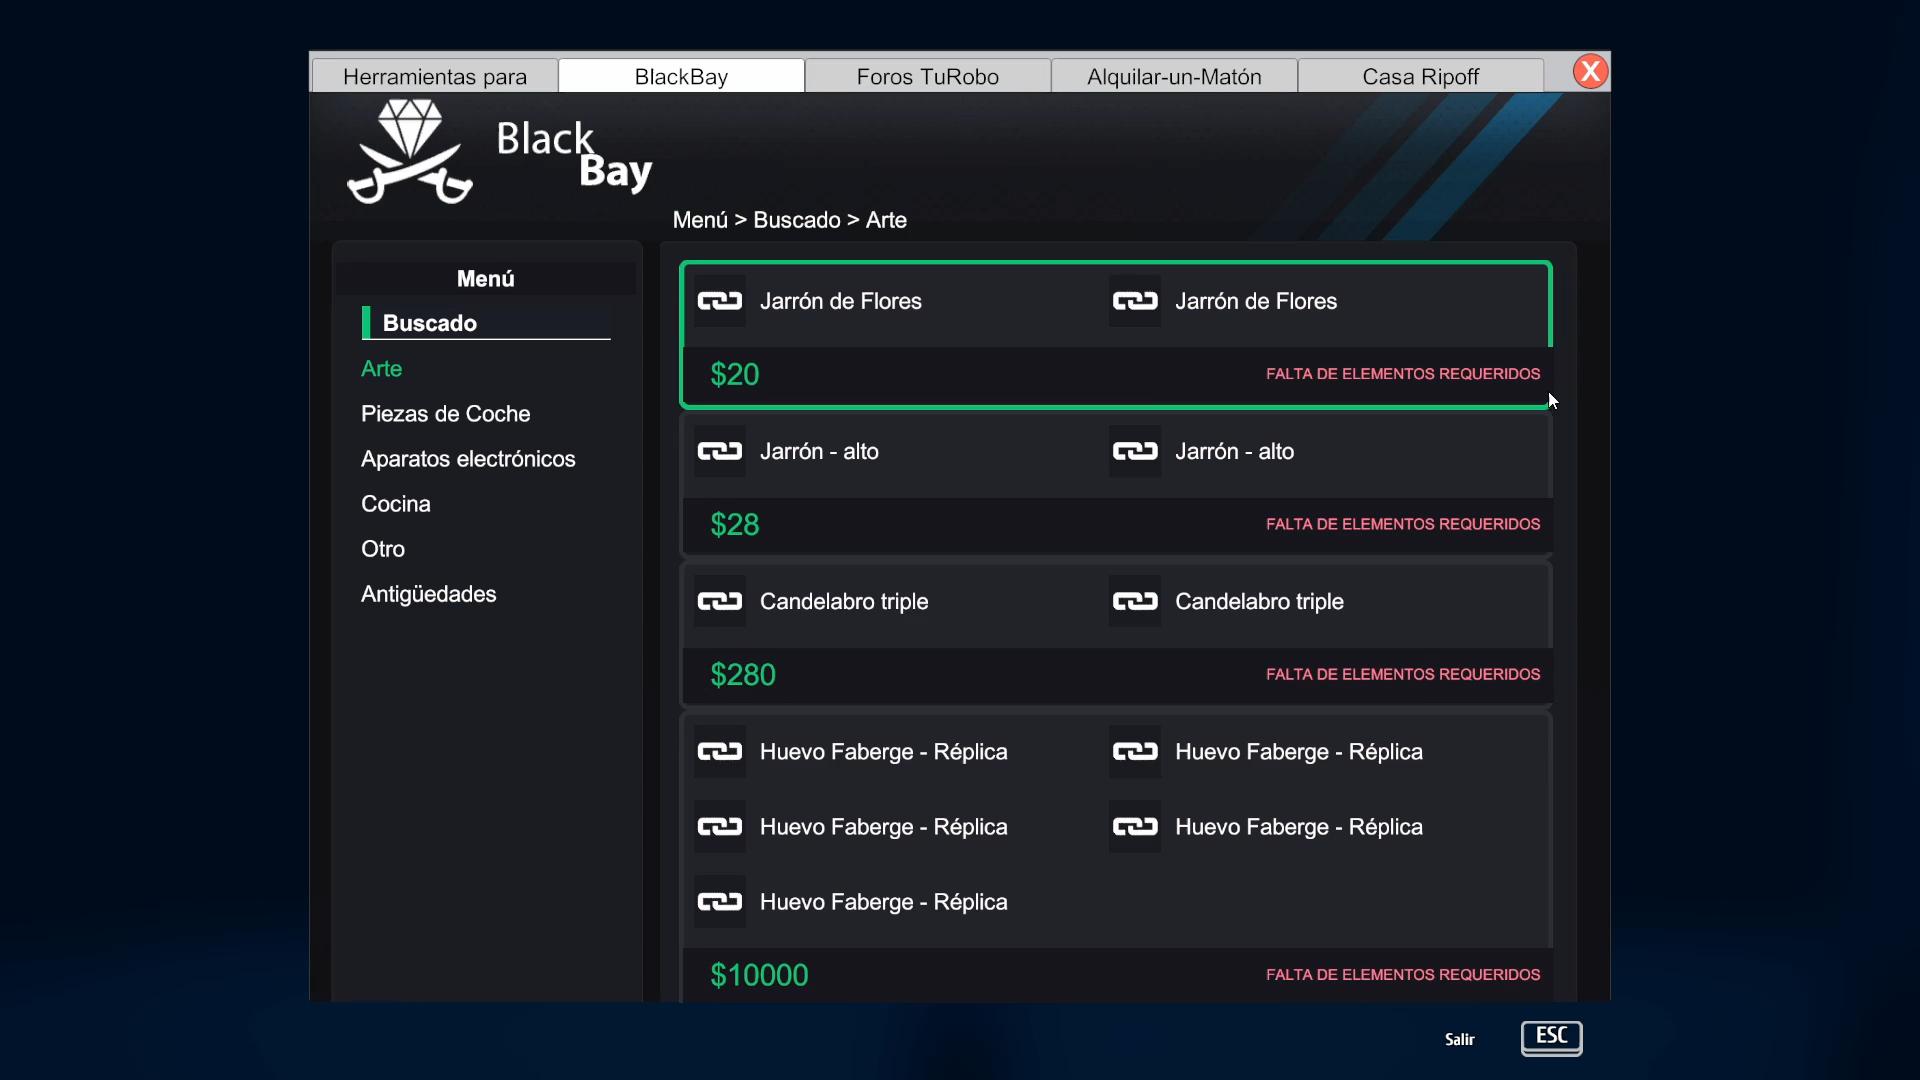 Herramientas para
BlackBay
Foros TuRobo
Alquilar-un-Matón
Casa Ripoff
X
Black
Bay
Menú > Buscado > Arte
Menú
Buscado
Arte
Piezas de Coche
Aparatos electrónicos
Cocina
Otro
Antigüedades
Jarrón de Flores
Jarrón de Flores
$20
FALTA DE ELEMENTOS REQUERIDOS
Jarrón - alto
Jarrón - alto
$28
FALTA DE ELEMENTOS REQUERIDOS
Candelabro triple
Candelabro triple
$280
FALTA DE ELEMENTOS REQUERIDOS
Huevo Faberge - Réplica
Huevo Faberge - Réplica
Huevo Faberge - Réplica
Huevo Faberge - Réplica
Huevo Faberge - Réplica
$10000
FALTA DE ELEMENTOS REQUERIDOS
Salir
ESC